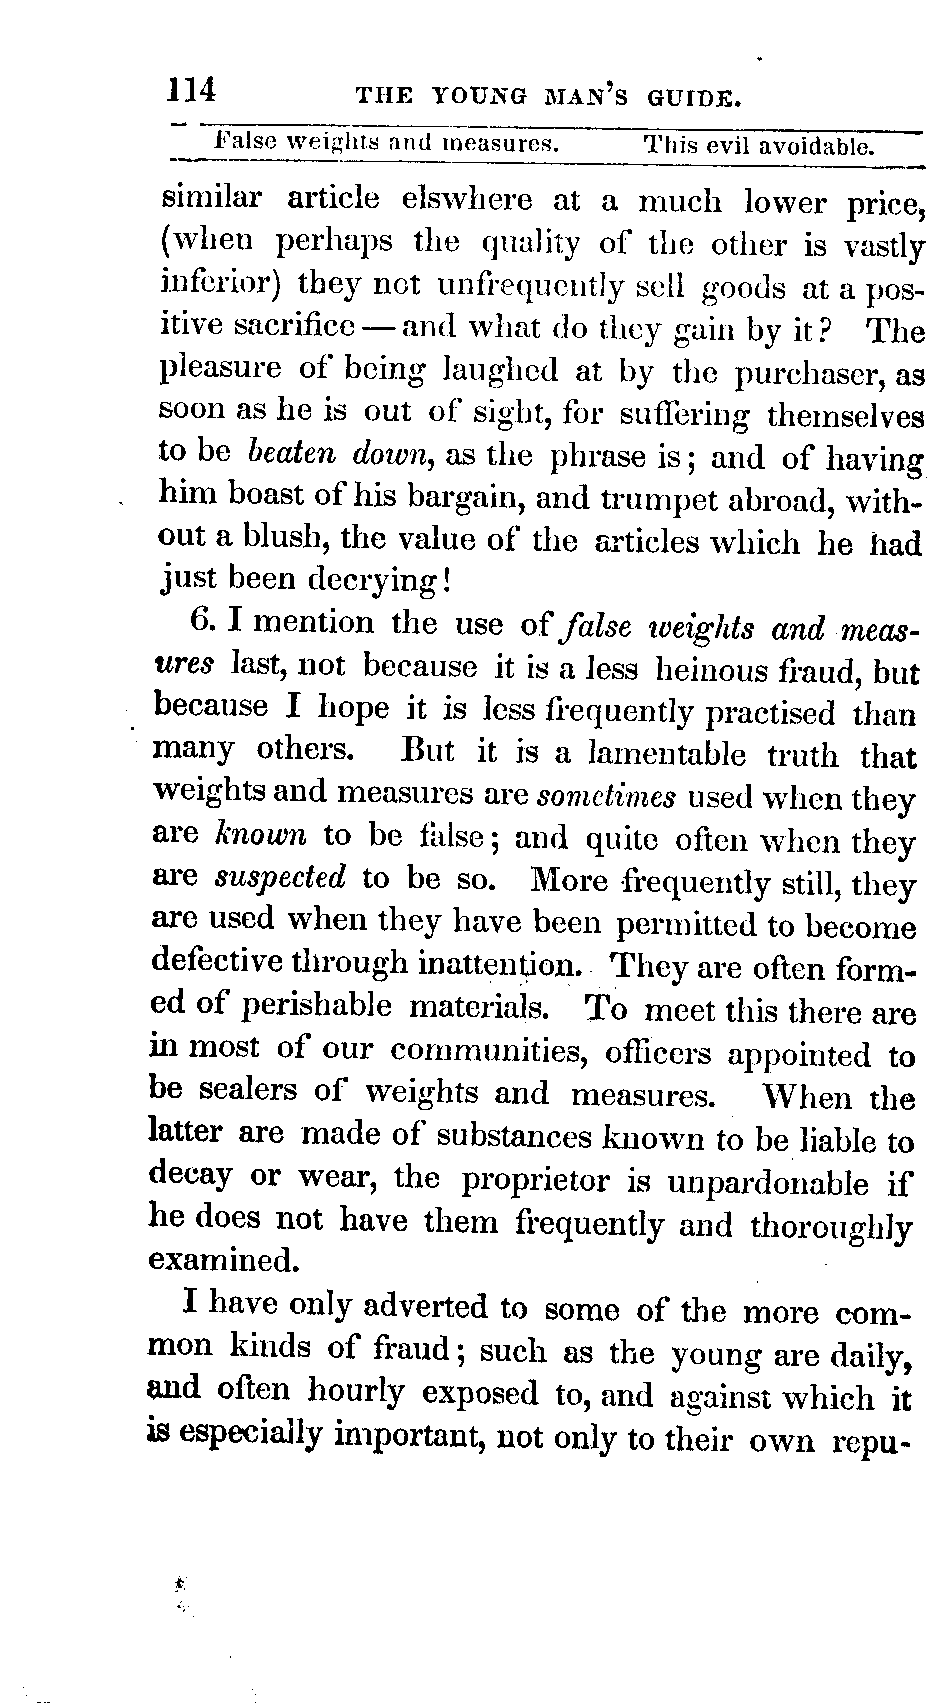 114 THE YOUNG MAN'S GUIDE.
False weights and measures. This evil avoidable.
similar article elswhere at a much lower price,
(when perhaps the quality of the other is vastly
inferior) they not unfrequently sell goods at a pos-
itive sacrifice — and what do they gain by it? The
pleasure of being laughed at by the purchaser, as
soon as he is out of sight, for suffering themselves
to be beaten down, as the phrase is; and of having
him boast of his bargain, and trumpet abroad, with-
out a blush, the value of the articles which he had
just been decrying!
6. I mention the use of false weights and meas-
ures last, not because it is a less heinous fraud, but
because I hope it is less frequently practised than
many others. But it is a lamentable truth that
weights and measures are sometimes used when they
are known to be false; and quite often when they
are suspected to be so. More frequently still, they
are used when they have been permitted to become
defective through inattention. They are often form-
ed of perishable materials. To meet this there are
in most of our communities, officers appointed to
be sealers of weights and measures. When the
latter are made of substances known to be liable to
decay or wear, the proprietor is unpardonable if
he does not have them frequently and thoroughly
examined.
I have only adverted to some of the more com-
mon kinds of fraud; such as the young are daily,
and often hourly exposed to, and against which it
is especially important, not only to their own repu-